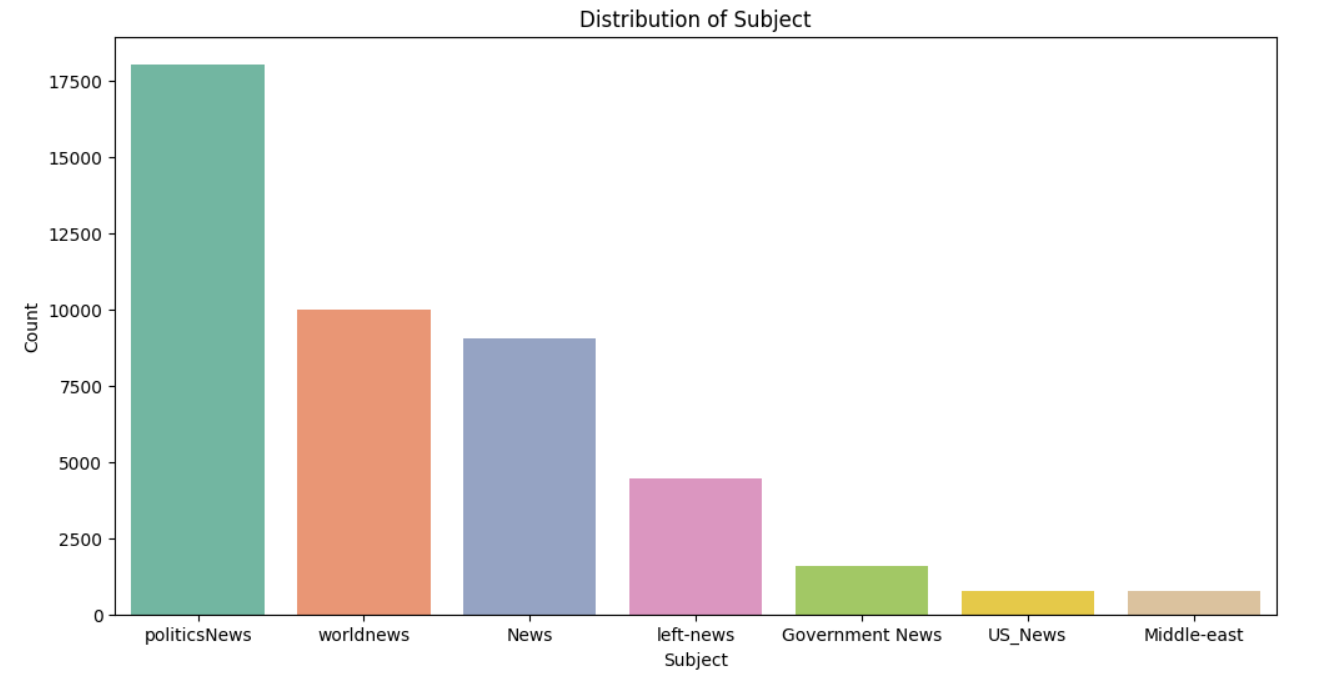 Distribution of Subject
17500
15000
12500
10000
7500
5000
2500
0
Count
politicsNews worldnews News left-news Government News US_News Middle-east
Subject